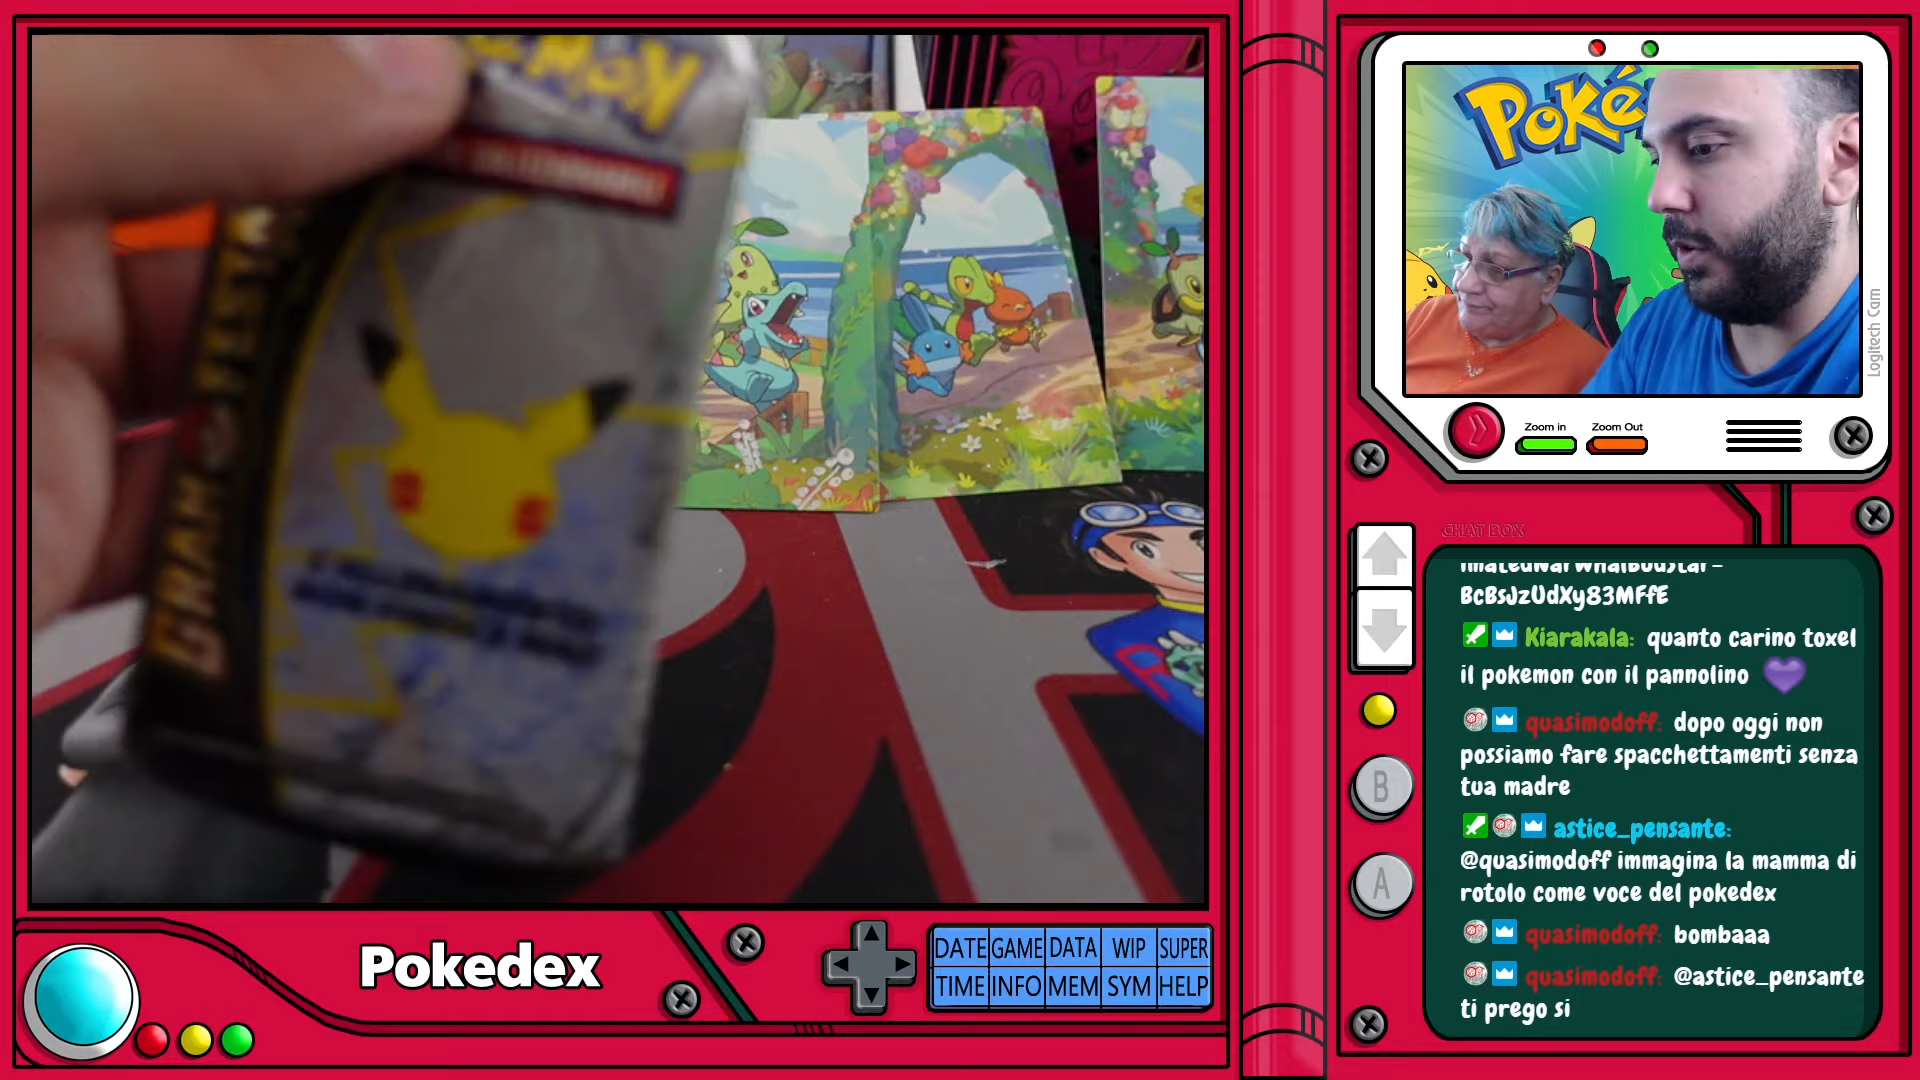 POKÉ
Logitech Cam
Zoom in
Zoom Out
CHAT BOX
BcBsJzUdXy83MFfE
Kiarakala: quanto carino toxel
il pokemon con il pannolino
quasimodoff: dopo oggi non
possiamo fare spacchettamenti senza
tua madre
astice_pensante:
@quasimodoff immagina la mamma di
rotolo come voce del pokedex
quasimodoff: bombaaa
quasimodoff: @astice_pensante
ti prego si
B
A
Pokedex
DATE GAME DATA WIP SUPER
TIME INFO MEM SYM HELP